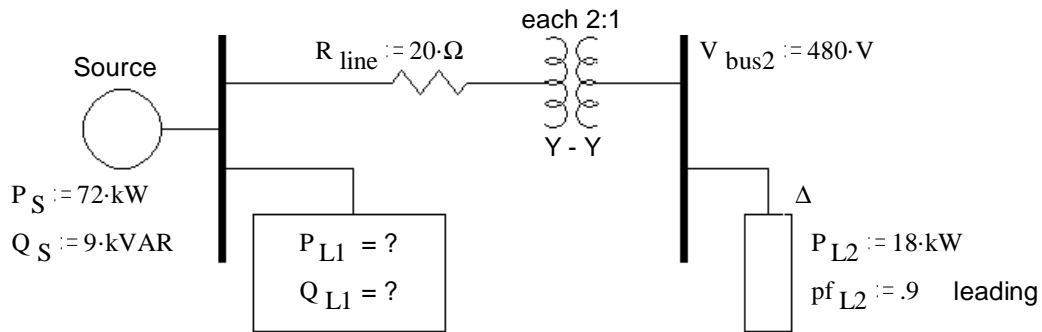 each 2:1
R line := 20·Ω
V bus2 := 480·V
Source
Y - Y
P S := 72·kW
Δ
Q S := 9·kVAR
P L1 = ?
P L2 := 18·kW
Q L1 = ?
pf L2 := .9 leading